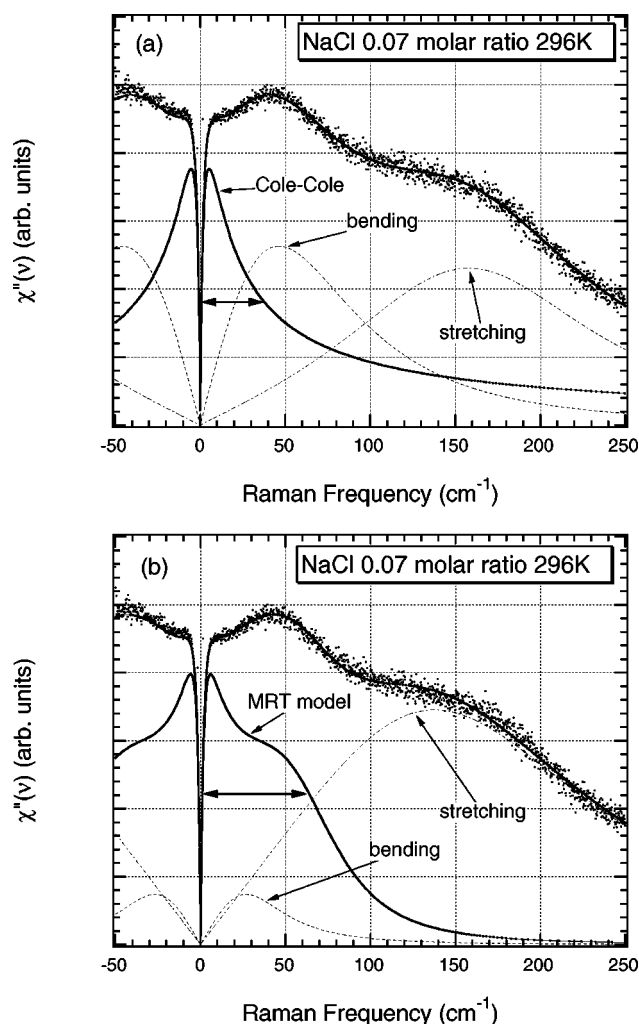 (a)
NaCl 0.07 molar ratio 296K
Cole-Cole
bending
stretching
χ"(ν) (arb. units)
-50 0 50 100 150 200 250
Raman Frequency (cm⁻¹)
(b)
NaCl 0.07 molar ratio 296K
MRT model
stretching
bending
χ"(ν) (arb. units)
-50 0 50 100 150 200 250
Raman Frequency (cm⁻¹)